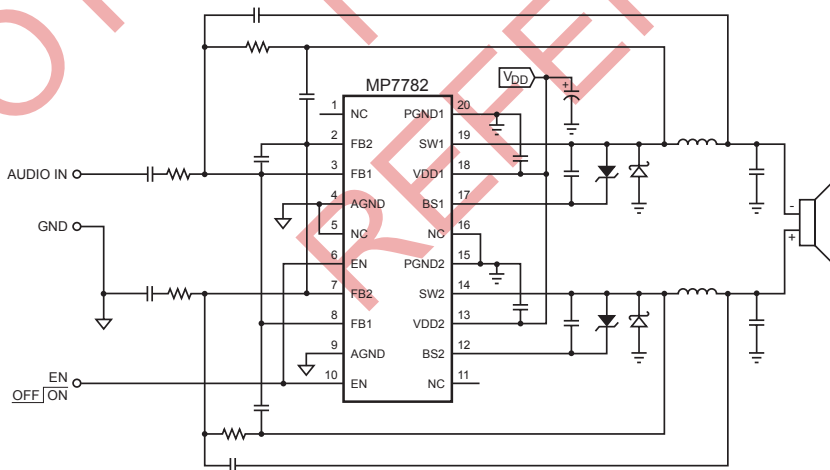 MP7782
VDD
1 NC
2 FB2
3 FB1
4 AGND
5 NC
6 EN
7 FB2
8 FB1
9 AGND
10 EN
PGND1 20
SW1 19
VDD1 18
BS1 17
NC 16
PGND2 15
SW2 14
VDD2 13
BS2 12
NC 11
AUDIO IN
GND
EN
OFF ON
+
-
+
REFE